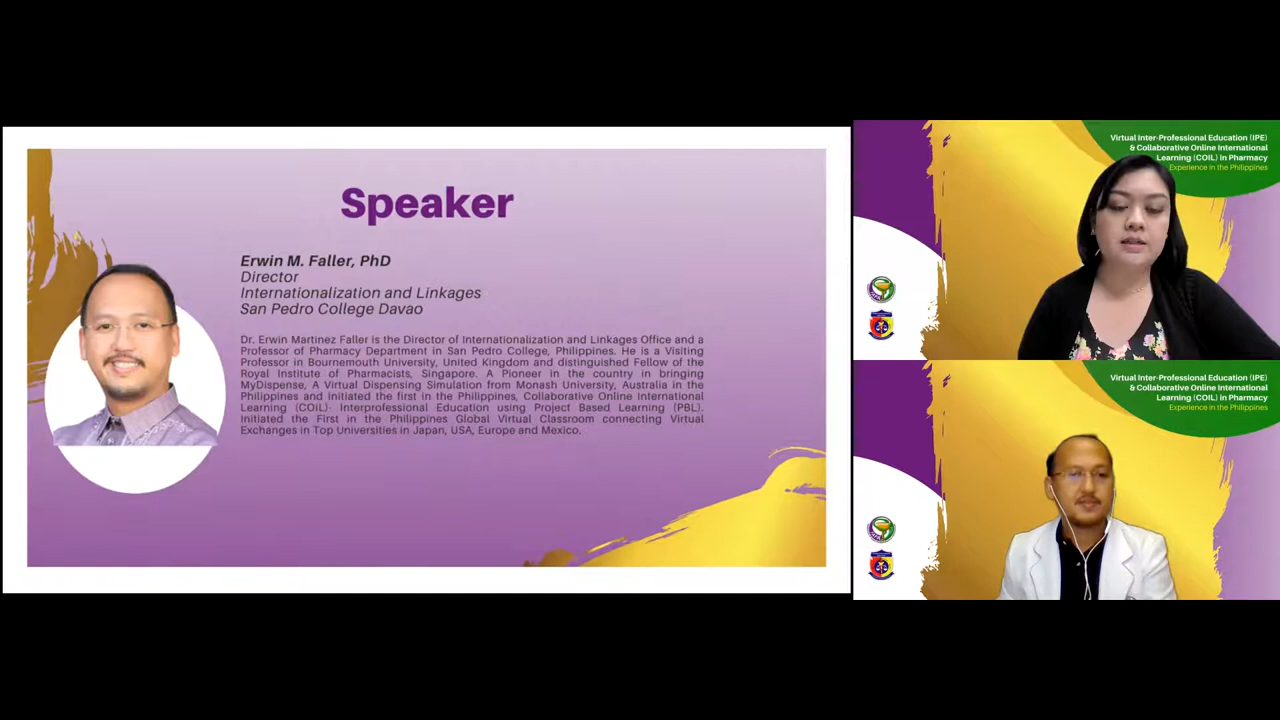 Speaker
Erwin M. Faller, PhD
Director
Internationalization and Linkages
San Pedro College Davao
Dr. Erwin Martinez Faller is the Director of Internationalization and Linkages Office and a
Professor of Pharmacy Department in San Pedro College, Philippines. He is a Visiting
Professor in Bournemouth University, United Kingdom and distinguished Fellow of the
Royal Institute of Pharmacists, Singapore. A Pioneer in the country in bringing
MyDispense, A Virtual Dispensing Simulation from Monash University, Australia in the
Philippines and Initiated the first in the Philippines, Collaborative Online International
Learning (COIL)- Interprofessional Education using Project Based Learning (PBL).
Initiated the First in the Philippines Global Virtual Classroom connecting Virtual
Exchanges in Top Universities in Japan, USA, Europe and Mexico.
Virtual Inter-Professional Education (IPE)
& Collaborative Online International
Learning (COIL) in Pharmacy
Experience in the Philippines
Virtual Inter-Professional Education (IPE)
& Collaborative Online International
Learning (COIL) in Pharmacy
Experience in the Philippines